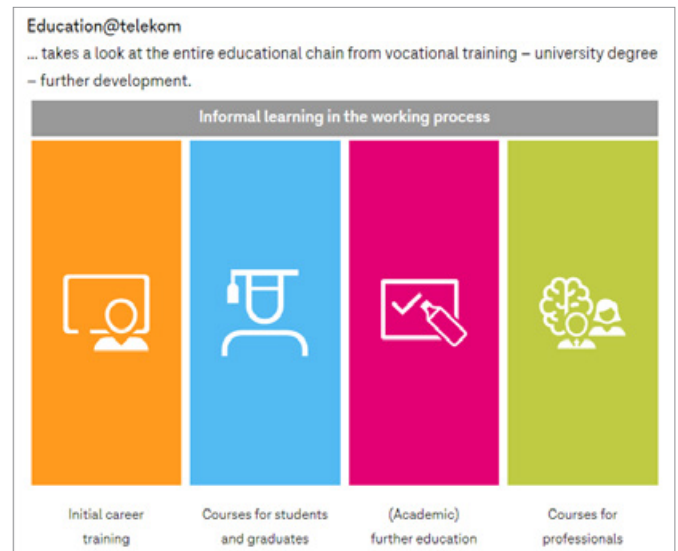 Education@telekom
... takes a look at the entire educational chain from vocational training – university degree
– further development.
Informal learning in the working process
Initial career
training
Courses for students
and graduates
(Academic)
further education
Courses for
professionals